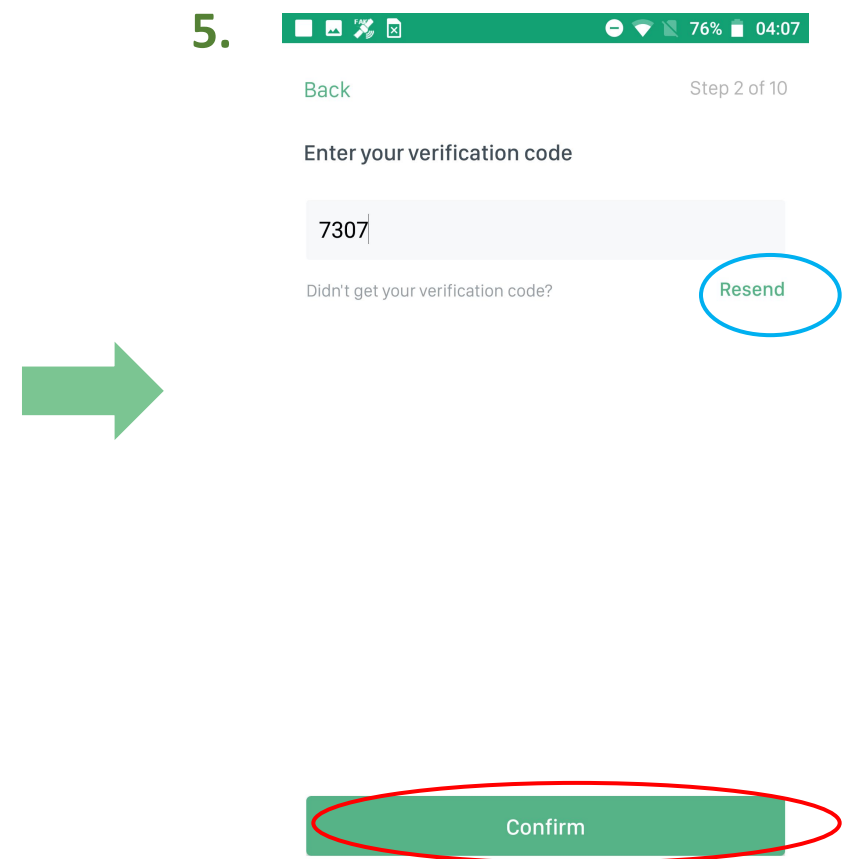 5.
FAKE
76% 04:07
Back
Step 2 of 10
Enter your verification code
7307
Didn't get your verification code?
Resend
Confirm